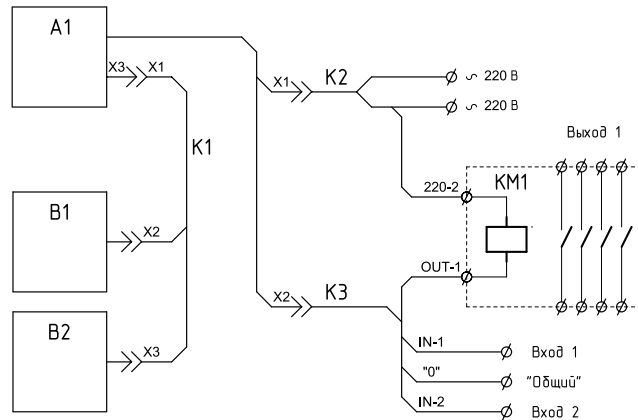 A1
X3
X1
X1
K2
~ 220 В
~ 220 В
Выход 1
K1
B1
X2
220-2
KM1
OUT-1
X2
K3
B2
X3
IN-1
Вход 1
"0"
"Общий"
IN-2
Вход 2